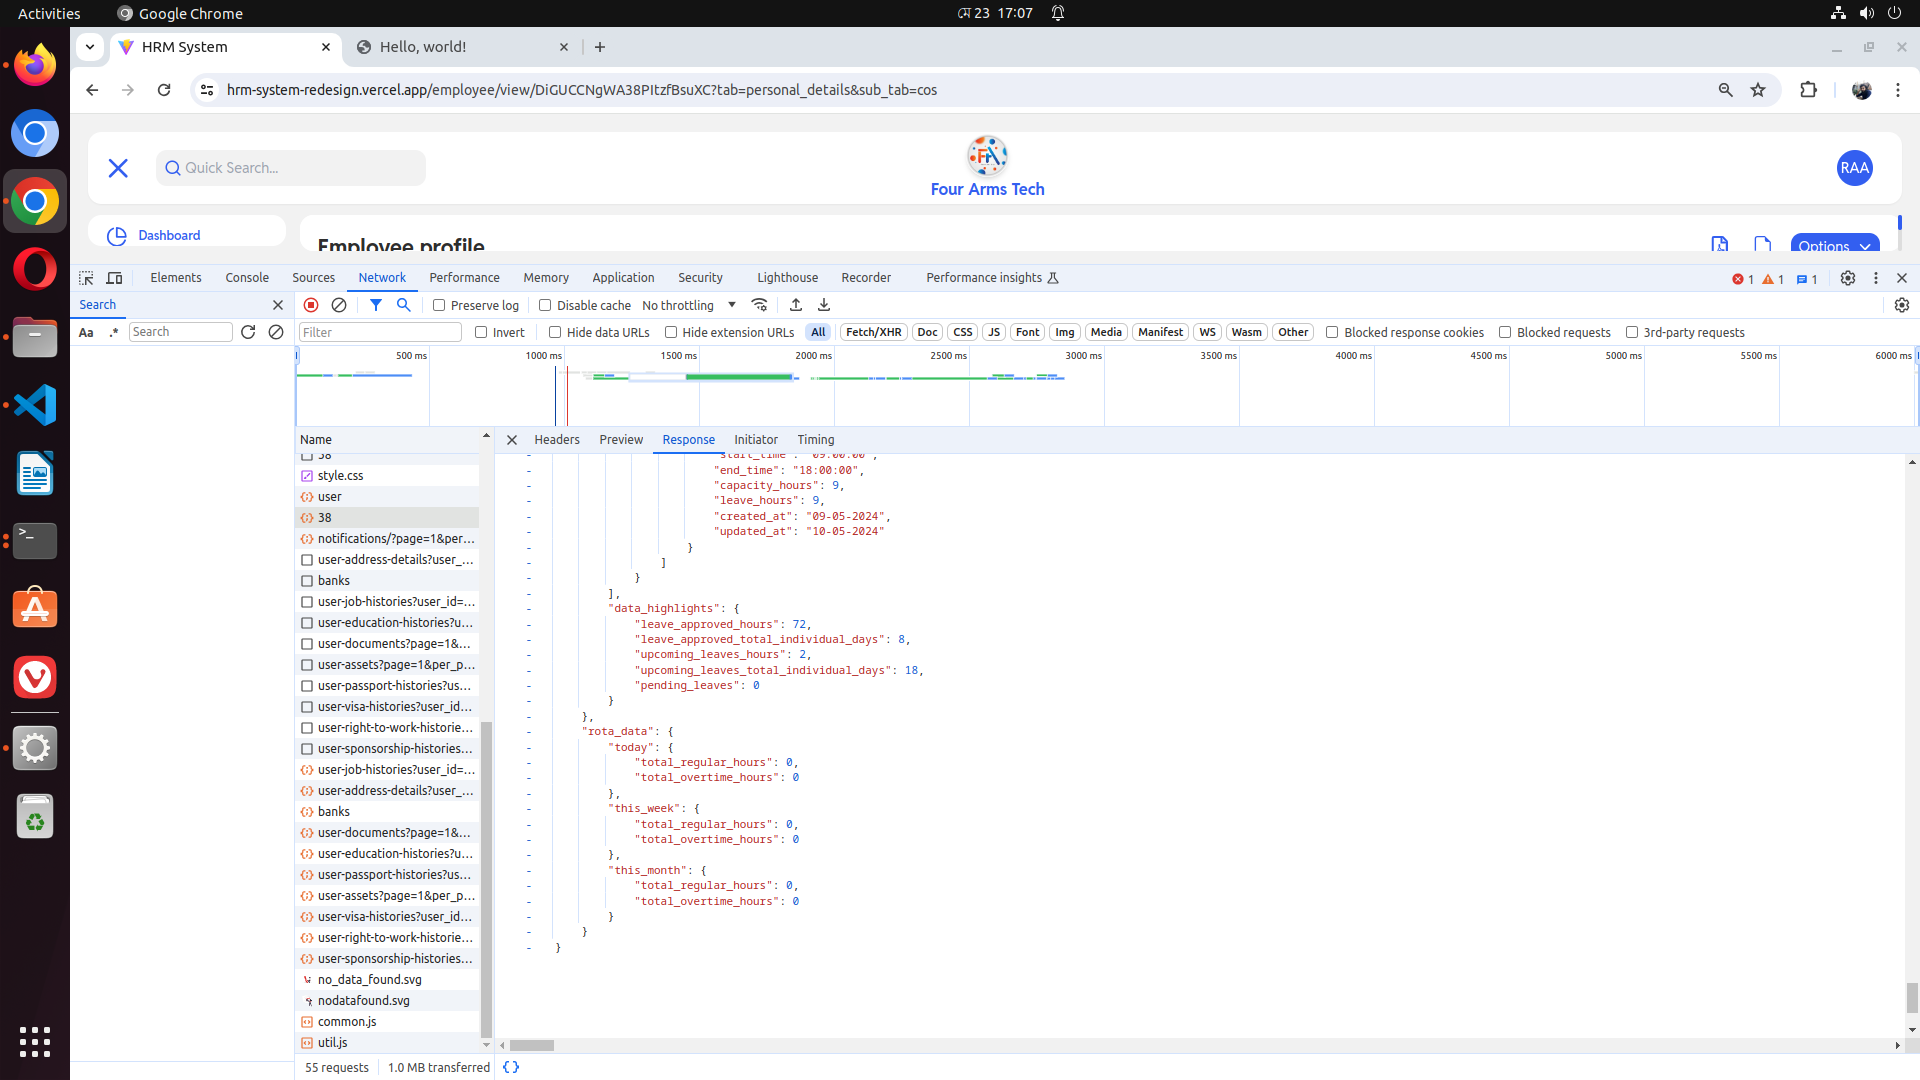 Activities
Google Chrome
মে 23 17:07
HRM System
Hello, world!
hrm-system-redesign.vercel.app/employee/view/DiGUCCNgWA38PItzfBsuXC?tab=personal_details&sub_tab=cos
Quick Search...
Four Arms Tech
RAA
Dashboard
Employee profile
Options
Elements Console Sources Network Performance Memory Application Security Lighthouse Recorder Performance insights
1 1 1
Search
Preserve log
Disable cache
No throttling
Aa .* Search
Filter
Invert
Hide data URLs
Hide extension URLs
All Fetch/XHR Doc CSS JS Font Img Media Manifest WS Wasm Other
Blocked response cookies
Blocked requests
3rd-party requests
500 ms 1000 ms 1500 ms 2000 ms 2500 ms 3000 ms 3500 ms 4000 ms 4500 ms 5000 ms 5500 ms 6000 ms
Name
Headers Preview Response Initiator Timing
38
style.css
user
38
notifications/?page=1&per...
user-address-details?user_...
banks
user-job-histories?user_id=...
user-education-histories?u...
user-documents?page=1&...
user-assets?page=1&per_p...
user-passport-histories?us...
user-visa-histories?user_id...
user-right-to-work-historie...
user-sponsorship-histories...
user-job-histories?user_id=...
user-address-details?user_...
banks
user-documents?page=1&...
user-education-histories?u...
user-passport-histories?us...
user-assets?page=1&per_p...
user-visa-histories?user_id...
user-right-to-work-historie...
user-sponsorship-histories...
no_data_found.svg
nodatafound.svg
common.js
util.js
"start_time": "09:00:00",
- "end_time": "18:00:00",
- "capacity_hours": 9,
- "leave_hours": 9,
- "created_at": "09-05-2024",
- "updated_at": "10-05-2024"
- }
- ]
- }
- ],
- "data_highlights": {
- "leave_approved_hours": 72,
- "leave_approved_total_individual_days": 8,
- "upcoming_leaves_hours": 2,
- "upcoming_leaves_total_individual_days": 18,
- "pending_leaves": 0
- }
- },
- "rota_data": {
- "today": {
- "total_regular_hours": 0,
- "total_overtime_hours": 0
- },
- "this_week": {
- "total_regular_hours": 0,
- "total_overtime_hours": 0
- },
- "this_month": {
- "total_regular_hours": 0,
- "total_overtime_hours": 0
- }
- }
- }
55 requests
1.0 MB transferred
{}